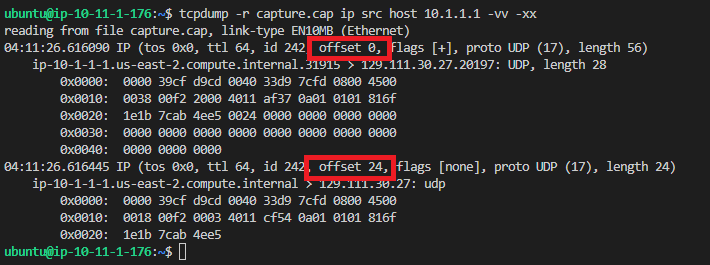 ubuntu@ip-10-11-1-176:~$ tcpdump -r capture.cap ip src host 10.1.1.1 -vv -xx
reading from file capture.cap, link-type EN10MB (Ethernet)
04:11:26.616090 IP (tos 0x0, ttl 64, id 242, offset 0, flags [+], proto UDP (17), length 56)
    ip-10-1-1-1.us-east-2.compute.internal.31915 > 129.111.30.27.20197: UDP, length 28
        0x0000:  0000 39cf d9cd 0040 33d9 7cfd 0800 4500
        0x0010:  0038 00f2 2000 4011 af37 0a01 0101 816f
        0x0020:  1e1b 7cab 4ee5 0024 0000 0000 0000 0000
        0x0030:  0000 0000 0000 0000 0000 0000 0000 0000
        0x0040:  0000 0000 0000
04:11:26.616445 IP (tos 0x0, ttl 64, id 242, offset 24, flags [none], proto UDP (17), length 24)
    ip-10-1-1-1.us-east-2.compute.internal > 129.111.30.27: udp
        0x0000:  0000 39cf d9cd 0040 33d9 7cfd 0800 4500
        0x0010:  0018 00f2 0003 4011 cf54 0a01 0101 816f
        0x0020:  1e1b 7cab 4ee5
ubuntu@ip-10-11-1-176:~$